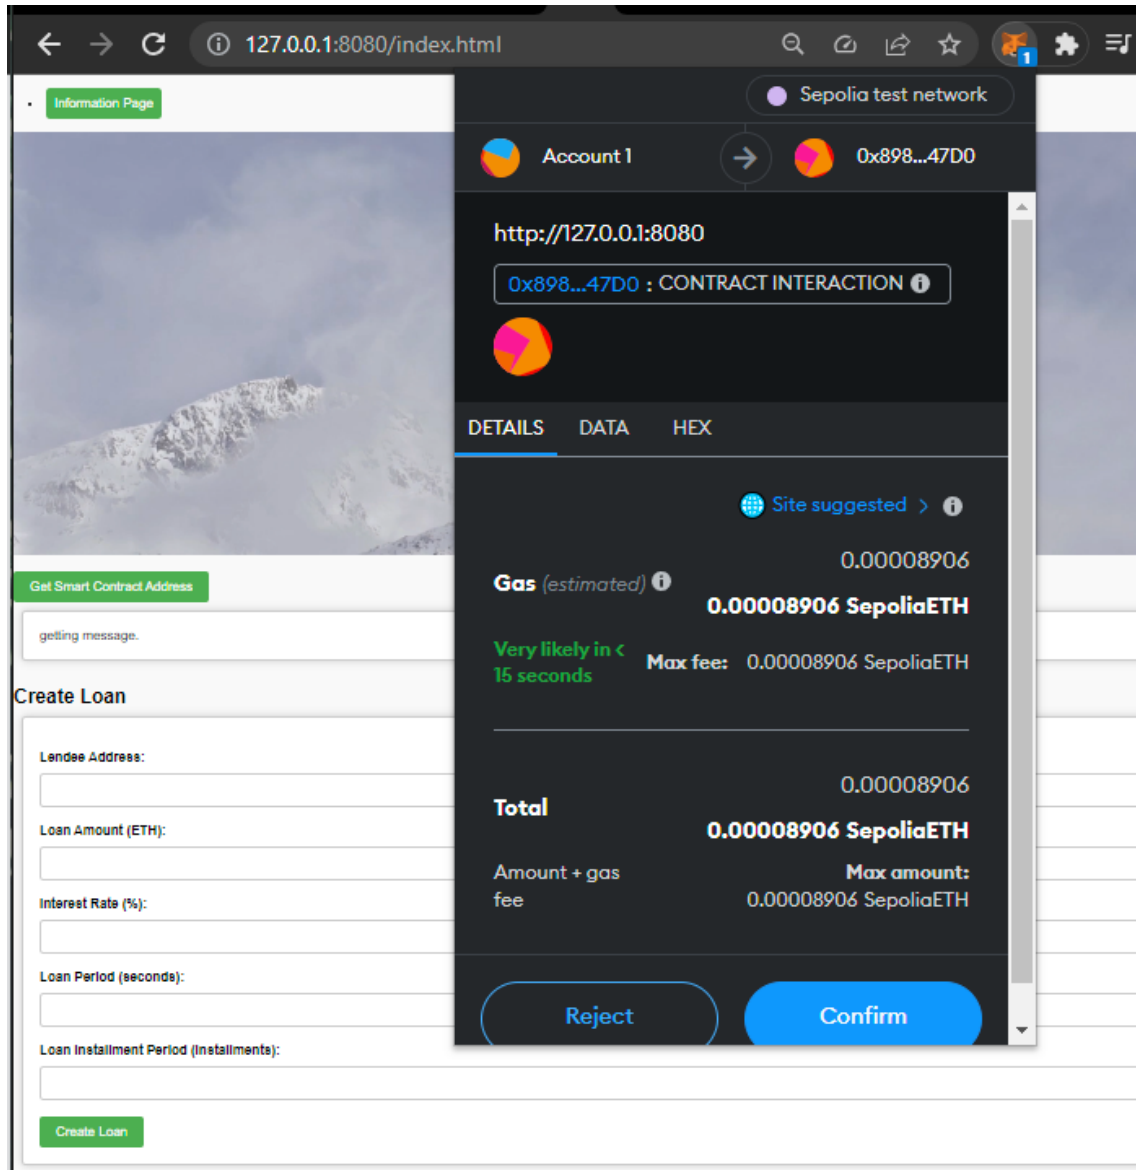 127.0.0.1:8080/index.html
1
Information Page
Sepolia test network
Account 1
0x898...47D0
http://127.0.0.1:8080
0x898...47D0 : CONTRACT INTERACTION
DETAILS DATA HEX
Site suggested >
0.00008906
Gas (estimated)
0.00008906 SepoliaETH
Very likely in <
15 seconds
Max fee: 0.00008906 SepoliaETH
0.00008906
Total
0.00008906 SepoliaETH
Amount + gas
fee
Max amount:
0.00008906 SepoliaETH
Reject
Confirm
Get Smart Contract Address
getting message.
Create Loan
Lendee Address:
Loan Amount (ETH):
Interest Rate (%):
Loan Period (seconds):
Loan Installment Period (Installments):
Create Loan